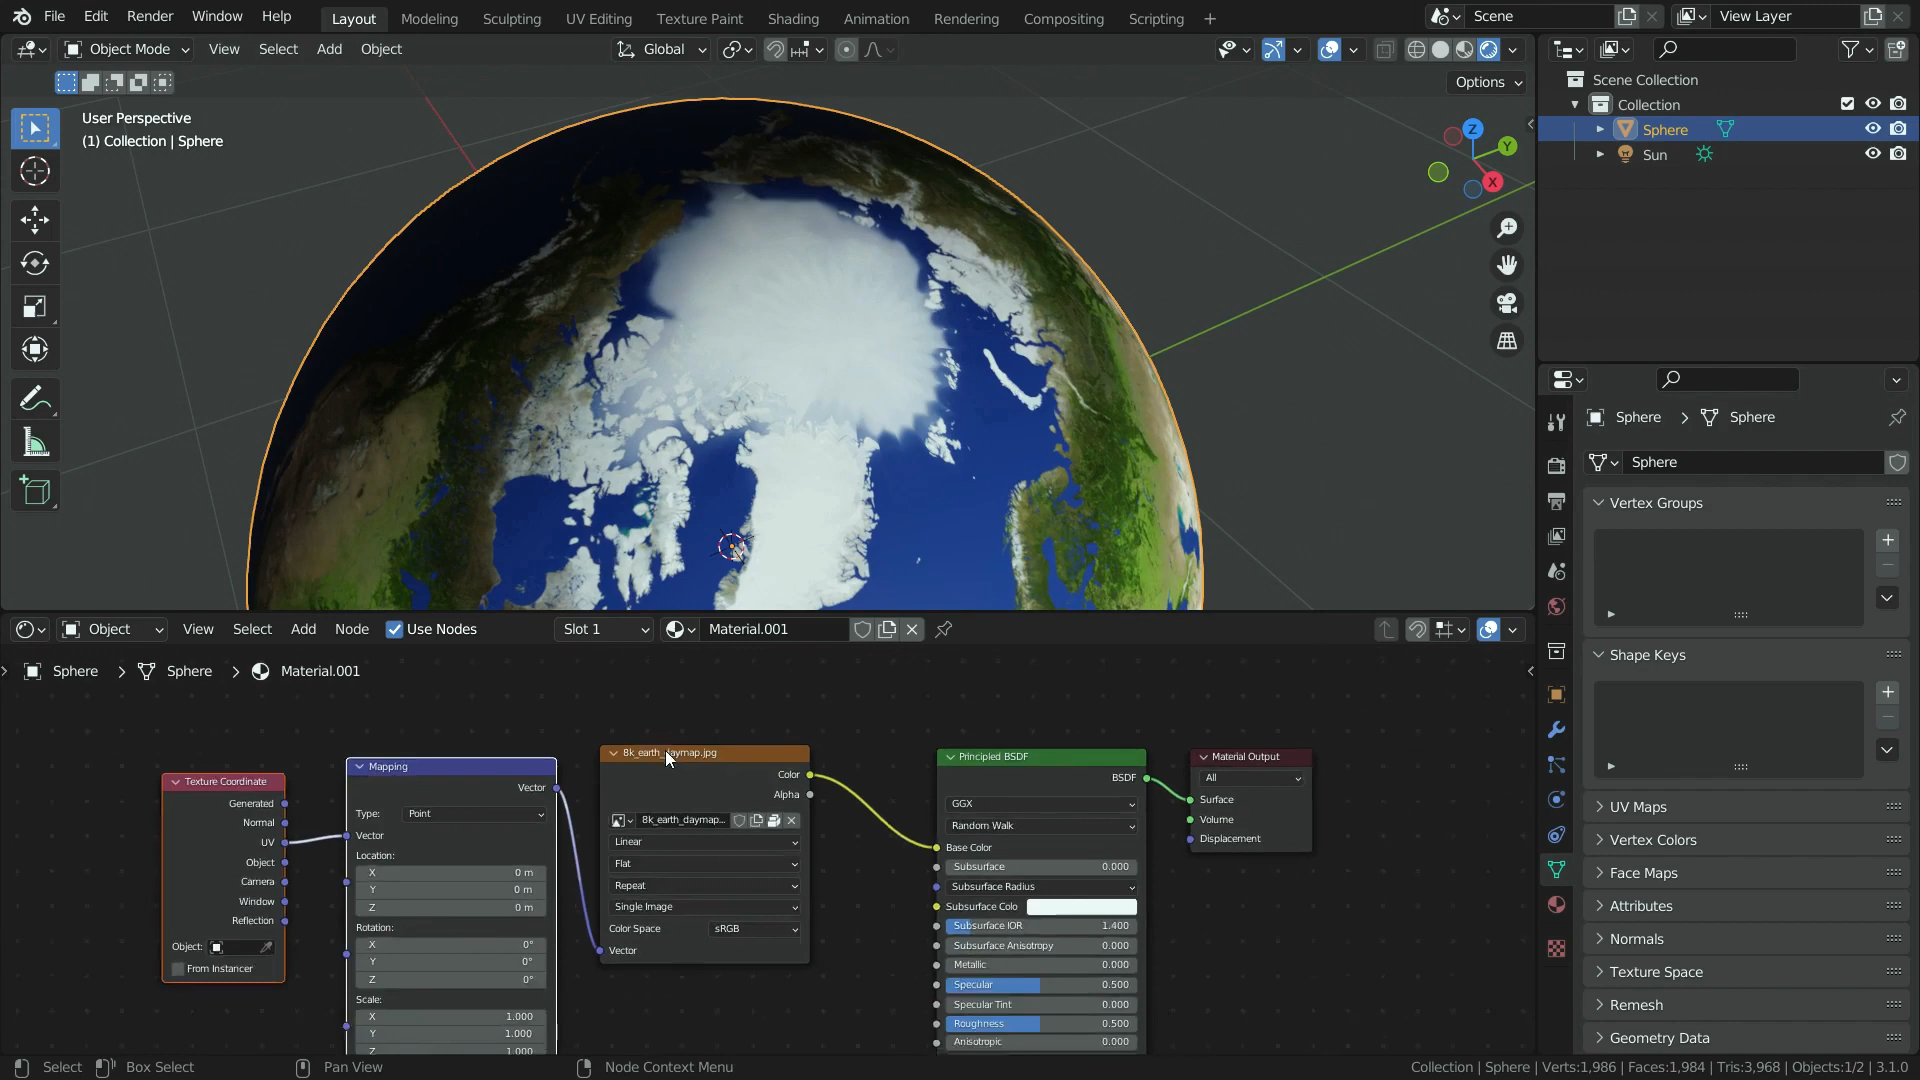 File Edit Render Window Help
Layout Modeling Sculpting UV Editing Texture Paint Shading Animation Rendering Compositing Scripting +
Scene
View Layer
Object Mode View Select Add Object
Global
Options
User Perspective
(1) Collection | Sphere
Z
Y
X
Scene Collection
Collection
Sphere
Sun
Sphere > Sphere
Sphere
Vertex Groups
Shape Keys
UV Maps
Vertex Colors
Face Maps
Attributes
Normals
Texture Space
Remesh
Geometry Data
Object View Select Add Node Use Nodes Slot 1 Material.001
Sphere > Sphere > Material.001
Texture Coordinate
Generated
Normal
UV
Object
Camera
Window
Reflection
Object:
From Instancer
Mapping
Vector
Type: Point
Vector
Location:
X 0 m
Y 0 m
Z 0 m
Rotation:
X 0°
Y 0°
Z 0°
Scale:
X 1.000
Y 1.000
Z 1.000
8k_earth_daymap.jpg
Color
Alpha
8k_earth_daymap...
Linear
Flat
Repeat
Single Image
Color Space sRGB
Vector
Principled BSDF
BSDF
GGX
Random Walk
Base Color
Subsurface 0.000
Subsurface Radius
Subsurface Colo
Subsurface IOR 1.400
Subsurface Anisotropy 0.000
Metallic 0.000
Specular 0.500
Specular Tint 0.000
Roughness 0.500
Anisotropic 0.000
Material Output
All
Surface
Volume
Displacement
Select Box Select Pan View Node Context Menu Collection | Sphere | Verts:1,986 | Faces:1,984 | Tris:3,968 | Objects:1/2 | 3.1.0